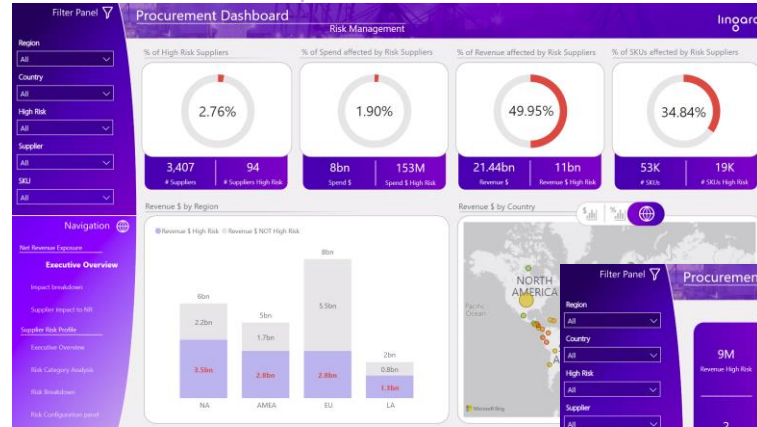 Filter Panel
Procurement Dashboard
Risk Management
Region
All
Country
All
High Risk
All
Supplier
All
SKU
All
% of High Risk Suppliers
2.76%
3,407
# Suppliers
94
# Suppliers High Risk
% of Spend affected by Risk Suppliers
1.90%
8bn
Spend $
153M
Spend $ High Risk
% of Revenue affected by Risk Suppliers
49.95%
21.44bn
Revenue $
11bn
Revenue $ High Risk
% of SKUs affected by Risk Suppliers
34.84%
53K
# SKUs
19K
# SKUs High Risk
Navigation
Net Revenue Exposure
Executive Overview
Impact breakdown
Supplier impact to NR
Supplier Risk Profile
Executive Overview
Risk Category Analysis
Risk Breakdown
Risk Configuration panel
Revenue $ by Region
Revenue $ High Risk
Revenue $ NOT High Risk
6bn
2.2bn
3.5bn
NA
5bn
1.7bn
2.8bn
AMEA
8bn
5.5bn
2.8bn
EU
2bn
0.8bn
1.3bn
LA
Revenue $ by Country
$
%
NORTH
AMERICA
Pacific
Ocean
Microsoft Bing
Filter Panel
Procuremen
Region
All
Country
All
High Risk
All
Supplier
All
9M
Revenue High Risk